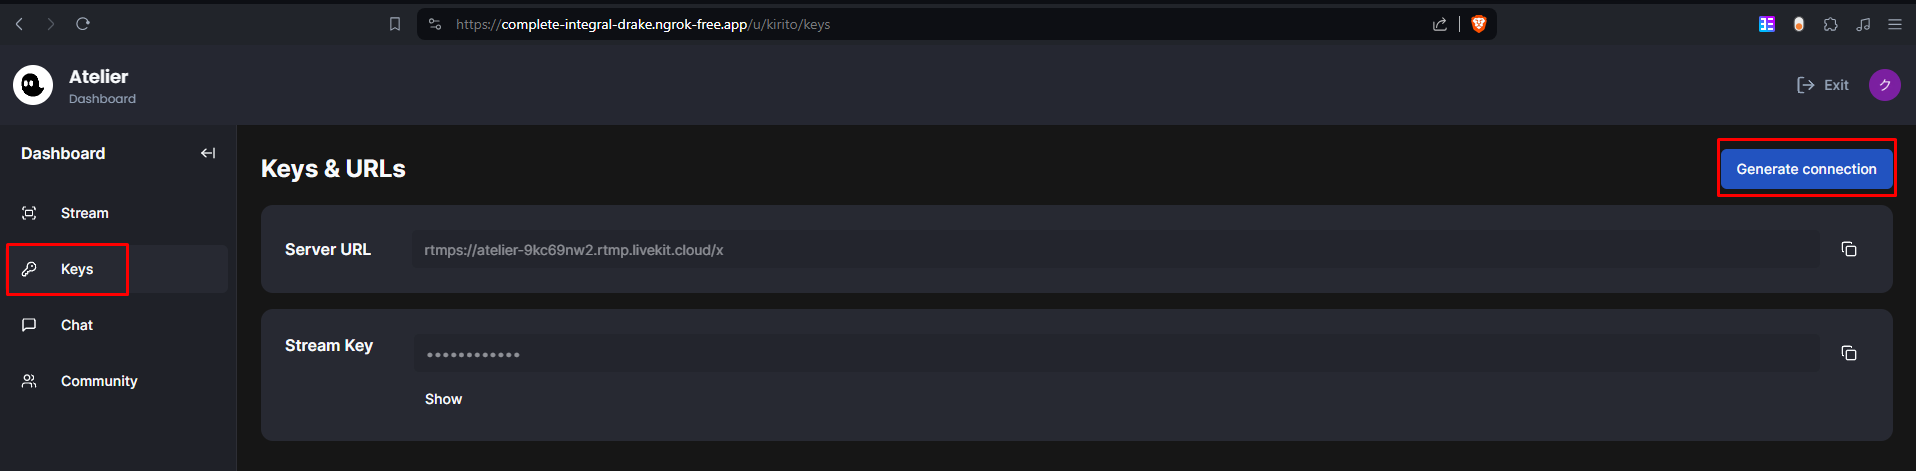 https://complete-integral-drake.ngrok-free.app/u/kirito/keys
Atelier
Dashboard
Exit
ク
Dashboard
Stream
Keys
Chat
Community
Keys & URLs
Generate connection
Server URL
rtmps://atelier-9kc69nw2.rtmp.livekit.cloud/x
Stream Key
••••••••••••
Show